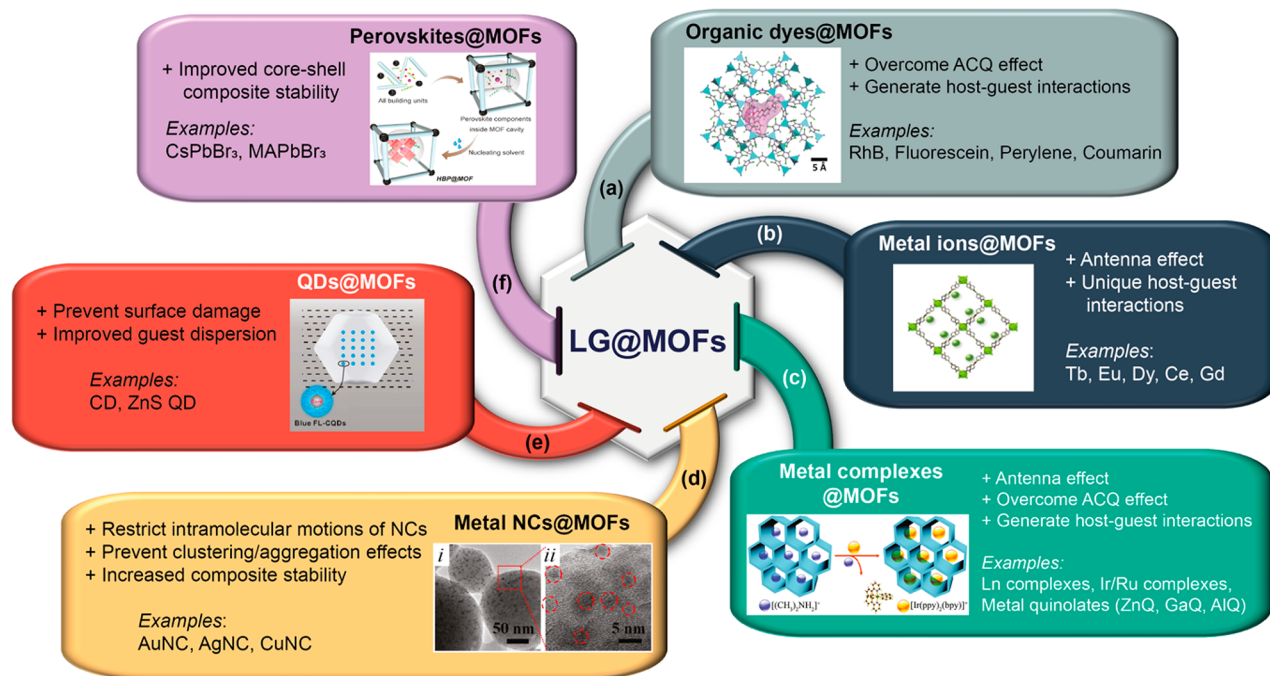 Perovskites@MOFs
+ Improved core-shell
composite stability
Examples:
CsPbBr₃, MAPbBr₃
All building units
Perovskite components
inside MOF cavity
Nucleating solvent
HBP@MOF
Organic dyes@MOFs
+ Overcome ACQ effect
+ Generate host-guest interactions
Examples:
RhB, Fluorescein, Perylene, Coumarin
5 Å
(a)
(b)
Metal ions@MOFs
+ Antenna effect
+ Unique host-guest
interactions
Examples:
Tb, Eu, Dy, Ce, Gd
(f)
QDs@MOFs
+ Prevent surface damage
+ Improved guest dispersion
Examples:
CD, ZnS QD
Blue FL-CQDs
LG@MOFs
(c)
(e)
(d)
Metal complexes
@MOFs
+ Antenna effect
+ Overcome ACQ effect
+ Generate host-guest interactions
Examples:
Ln complexes, Ir/Ru complexes,
Metal quinolates (ZnQ, GaQ, AlQ)
[(CH₃)₂NH₂]⁺
[Ir(ppy)₂(bpy)]⁺
Metal NCs@MOFs
+ Restrict intramolecular motions of NCs
+ Prevent clustering/aggregation effects
+ Increased composite stability
Examples:
AuNC, AgNC, CuNC
i
ii
50 nm
5 nm